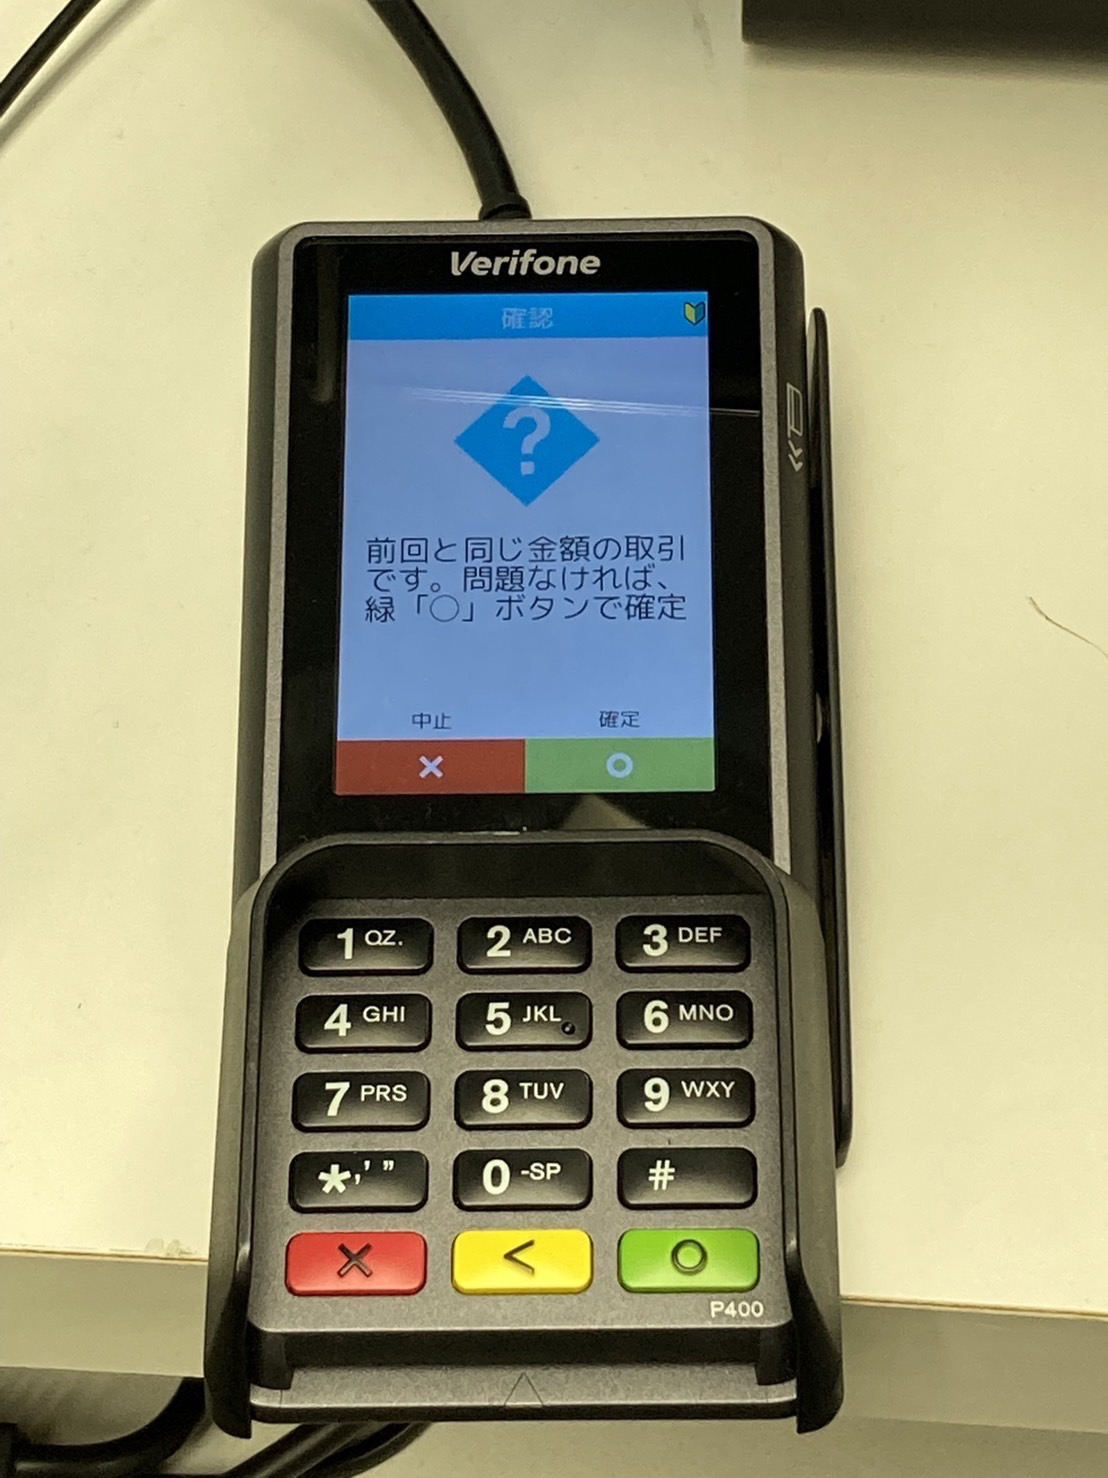 Verifone
確認
?
前回と同じ金額の取引
です。問題なければ、
緑「○」ボタンで確定
中止 確定
× ○
1 QZ. 2 ABC 3 DEF
4 GHI 5 JKL 6 MNO
7 PRS 8 TUV 9 WXY
*,'" 0 -SP #
× < ○
P400